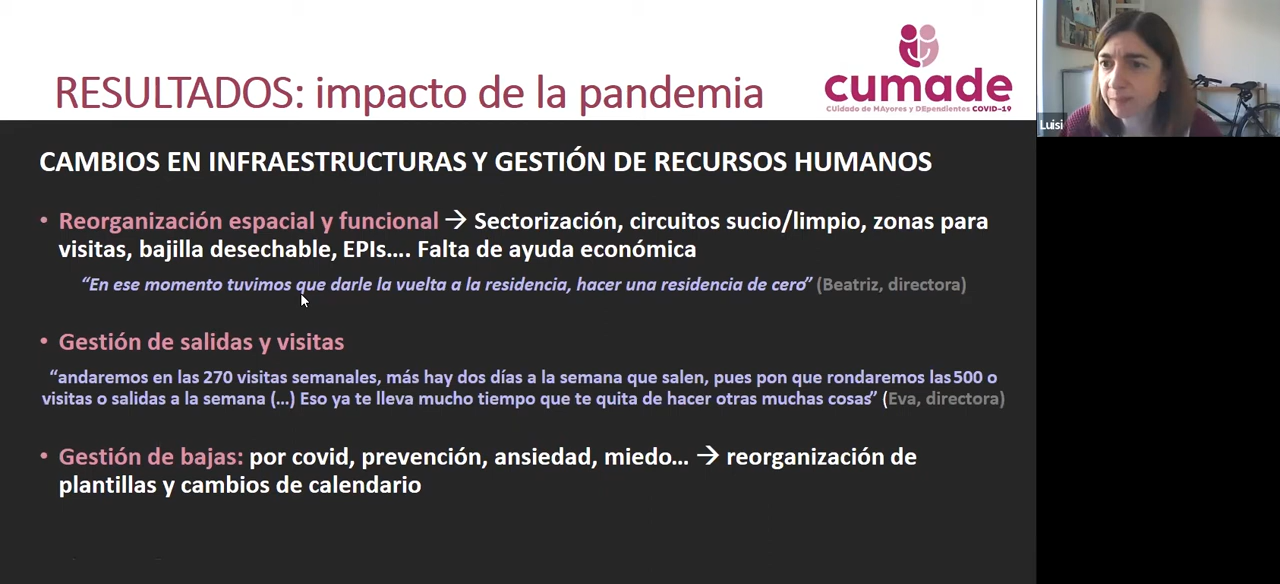 RESULTADOS: impacto de la pandemia
cumade
CUidado de MAyores y DEpendientes COVID-19
Luisi
CAMBIOS EN INFRAESTRUCTURAS Y GESTIÓN DE RECURSOS HUMANOS
• Reorganización espacial y funcional → Sectorización, circuitos sucio/limpio, zonas para
visitas, bajilla desechable, EPIs.... Falta de ayuda económica
“En ese momento tuvimos que darle la vuelta a la residencia, hacer una residencia de cero” (Beatriz, directora)
• Gestión de salidas y visitas
“andaremos en las 270 visitas semanales, más hay dos días a la semana que salen, pues pon que rondaremos las 500 o
visitas o salidas a la semana (...) Eso ya te lleva mucho tiempo que te quita de hacer otras muchas cosas” (Eva, directora)
• Gestión de bajas: por covid, prevención, ansiedad, miedo... → reorganización de
plantillas y cambios de calendario